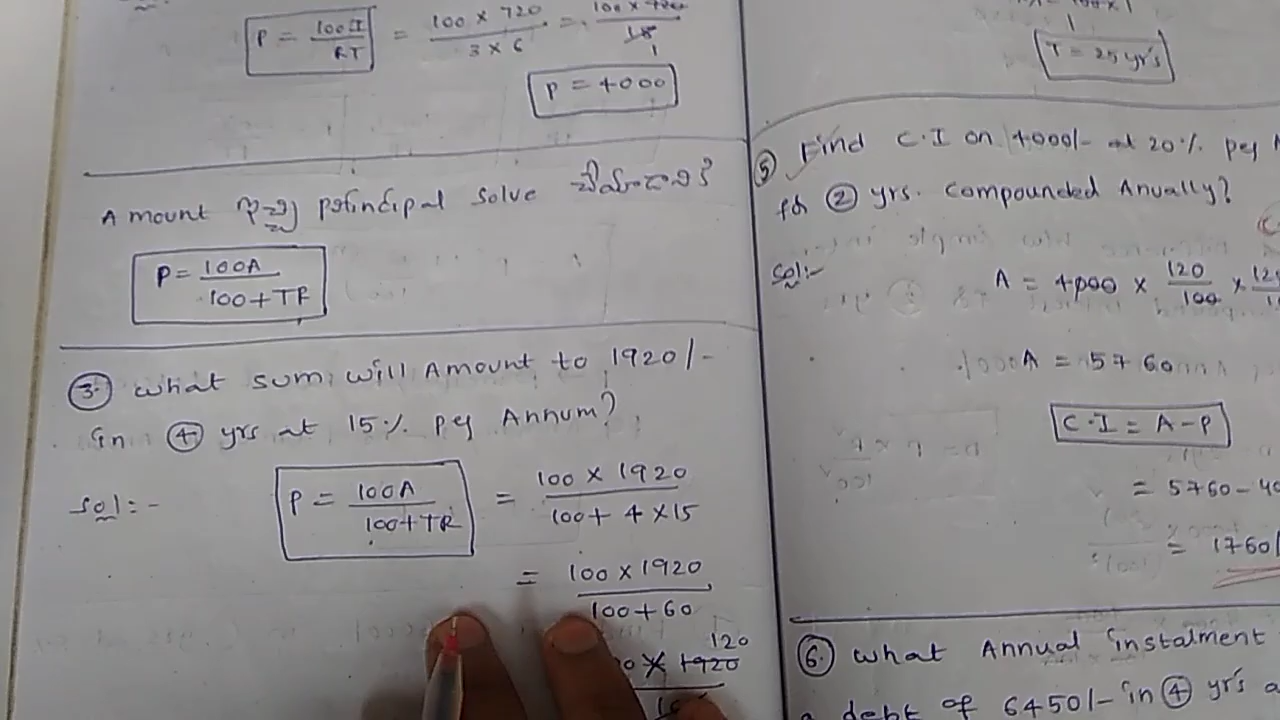 P = 100I / RT = 100 × 720 / 3 × 6 =
P = 4000
Amount ఇచ్చి principal solve చేయడానికి
P = 100A / 100+TR
3. What sum will Amount to 1920/-
in 4 yrs at 15% per Annum?
Sol:- P = 100A / 100+TR = 100 × 1920 / 100 + 4 × 15
= 100 × 1920 / 100 + 60
120
× 1920
T = 25 yrs
5 Find C.I on 4000/- at 20% per
for 2 yrs. Compounded Anually?
Sol:- A = 4000 × 120 / 100 ×
A = 5760
C.I = A - P
= 5760 -
= 1760/
6. What Annual instalment
a debt of 6450/- in 4 yr's